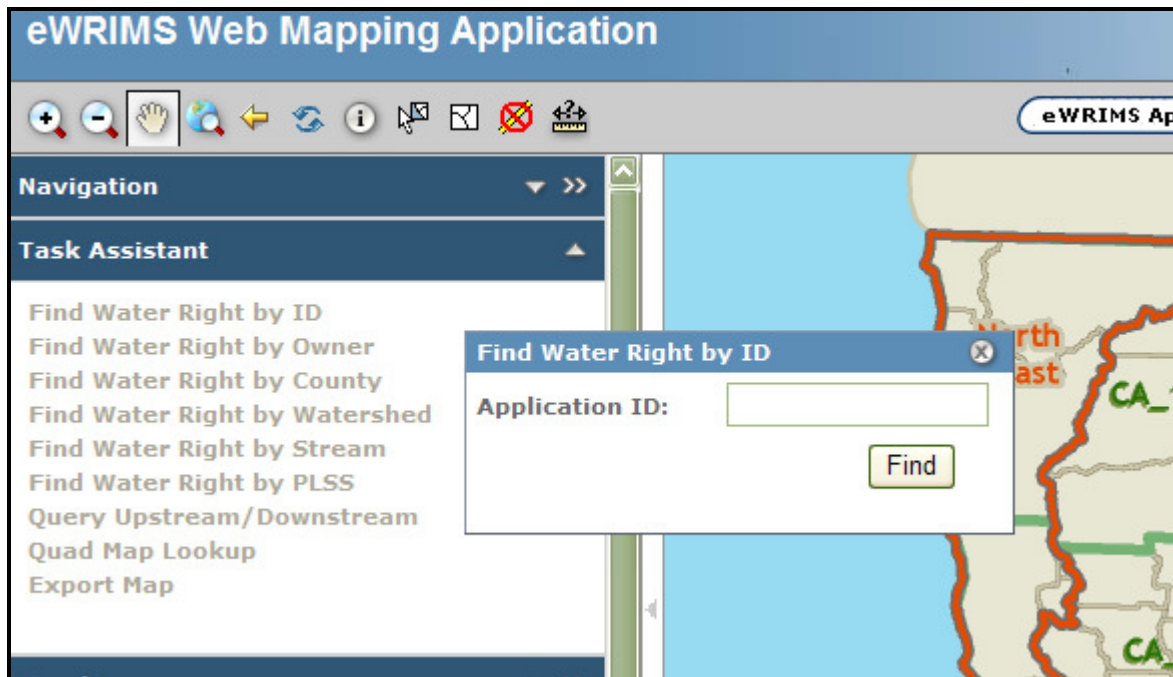 eWRIMS Web Mapping Application
eWRIMS
Navigation
Task Assistant
Find Water Right by ID
Find Water Right by Owner
Find Water Right by County
Find Water Right by Watershed
Find Water Right by Stream
Find Water Right by PLSS
Query Upstream/Downstream
Quad Map Lookup
Export Map
Find Water Right by ID
Application ID:
Find
CA_
CA_